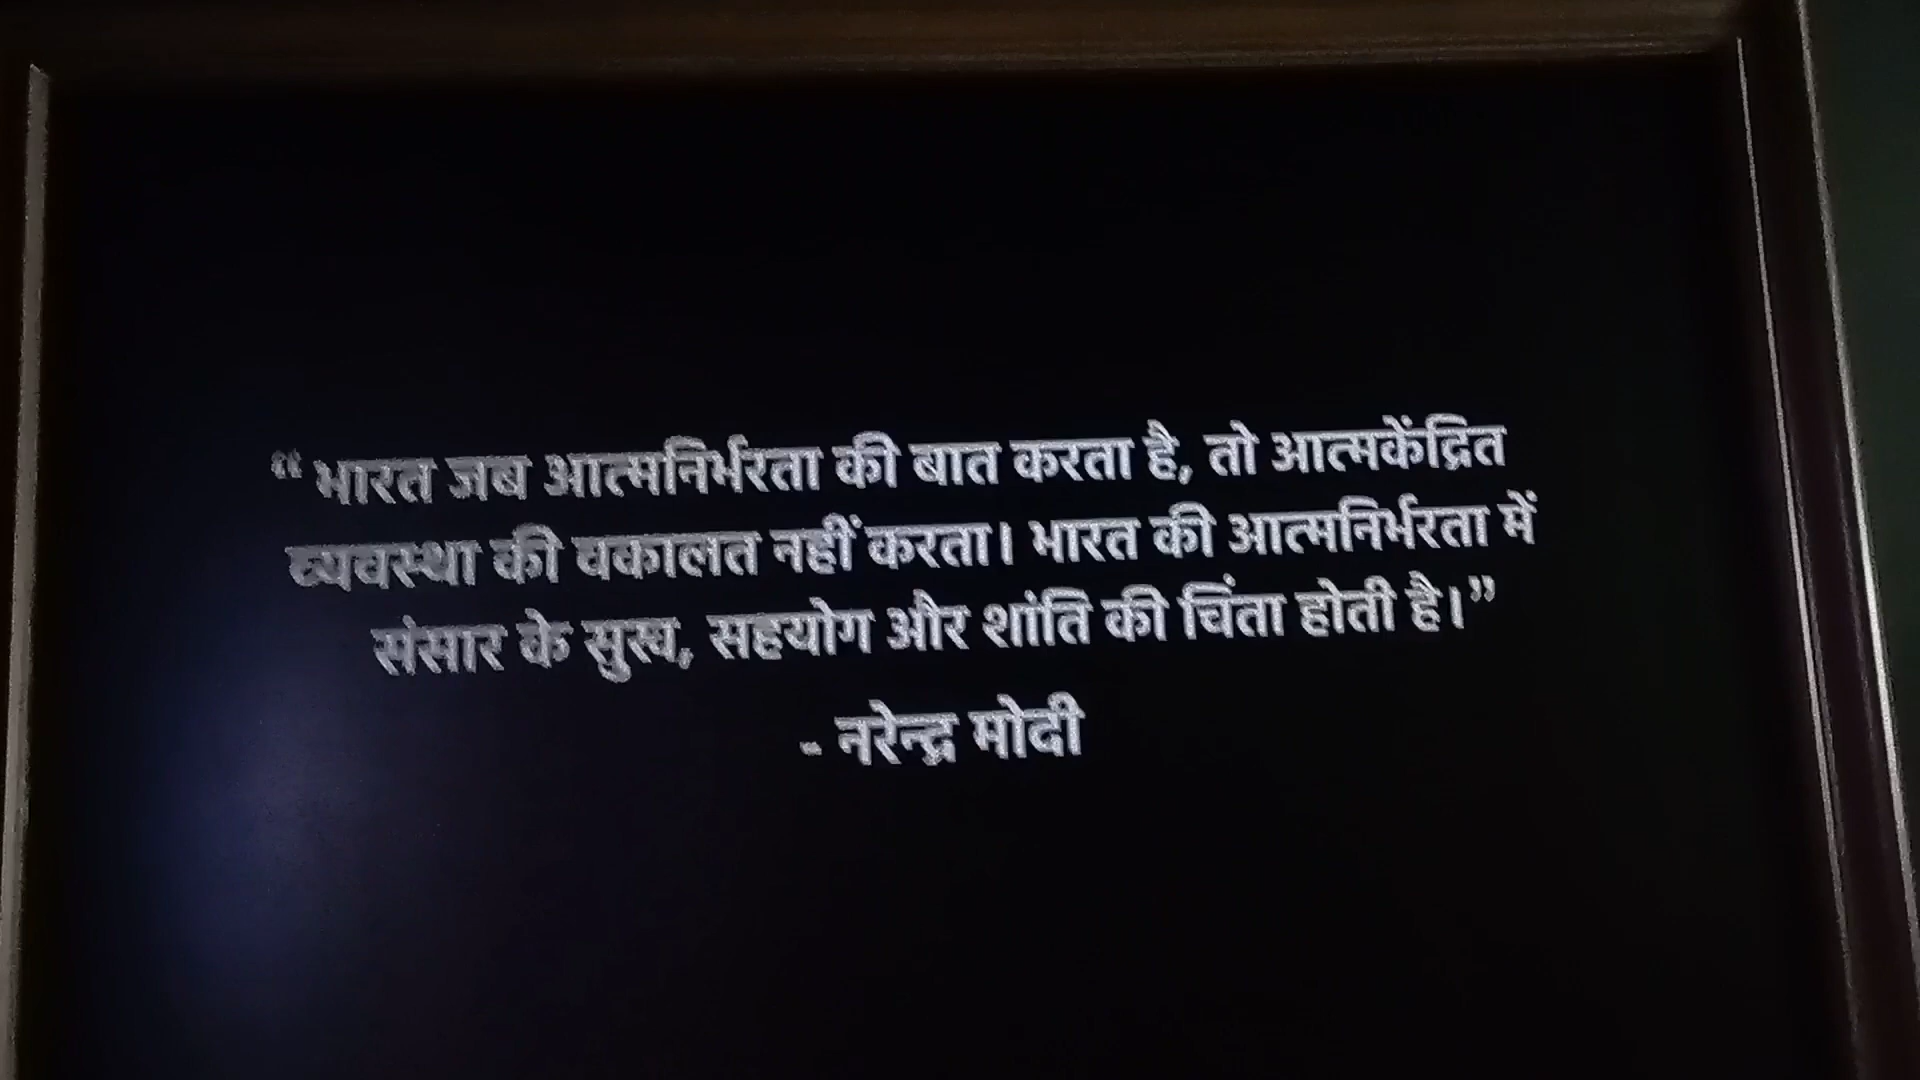 “भारत जब आत्मनिर्भरता की बात करता है, तो आत्मकेंद्रित
व्यवस्था की वकालत नहीं करता। भारत की आत्मनिर्भरता में
संसार के सुख, सहयोग और शांति की चिंता होती है।”
- नरेन्द्र मोदी